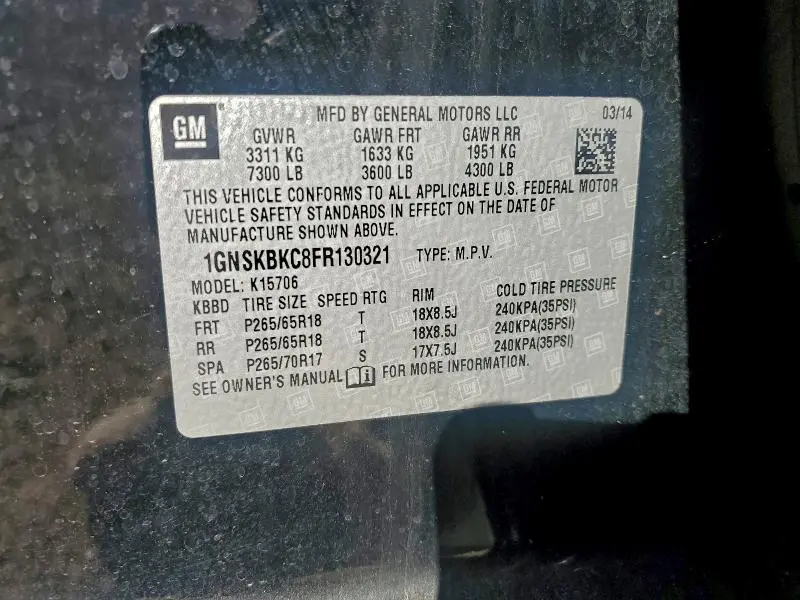 GM
MFD BY GENERAL MOTORS LLC 03/14
GVWR GAWR FRT GAWR RR
3311 KG 1633 KG 1951 KG
7300 LB 3600 LB 4300 LB
THIS VEHICLE CONFORMS TO ALL APPLICABLE U.S. FEDERAL MOTOR
VEHICLE SAFETY STANDARDS IN EFFECT ON THE DATE OF
MANUFACTURE SHOWN ABOVE.
1GNSKBKC8FR130321 TYPE: M.P.V.
MODEL: K15706
KBBD TIRE SIZE SPEED RTG RIM COLD TIRE PRESSURE
FRT P265/65R18 T 18X8.5J 240KPA(35PSI)
RR P265/65R18 T 18X8.5J 240KPA(35PSI)
SPA P265/70R17 S 17X7.5J 240KPA(35PSI)
SEE OWNER'S MANUAL FOR MORE INFORMATION.